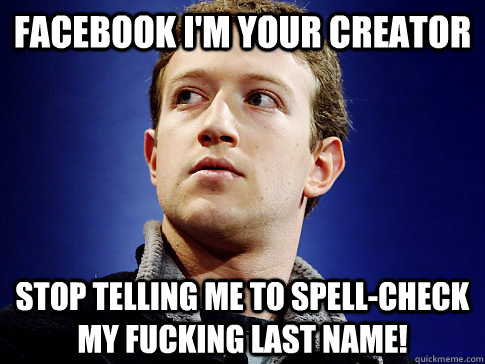 FACEBOOK I'M YOUR CREATOR
STOP TELLING ME TO SPELL-CHECK
MY FUCKING LAST NAME!
quickmeme.com